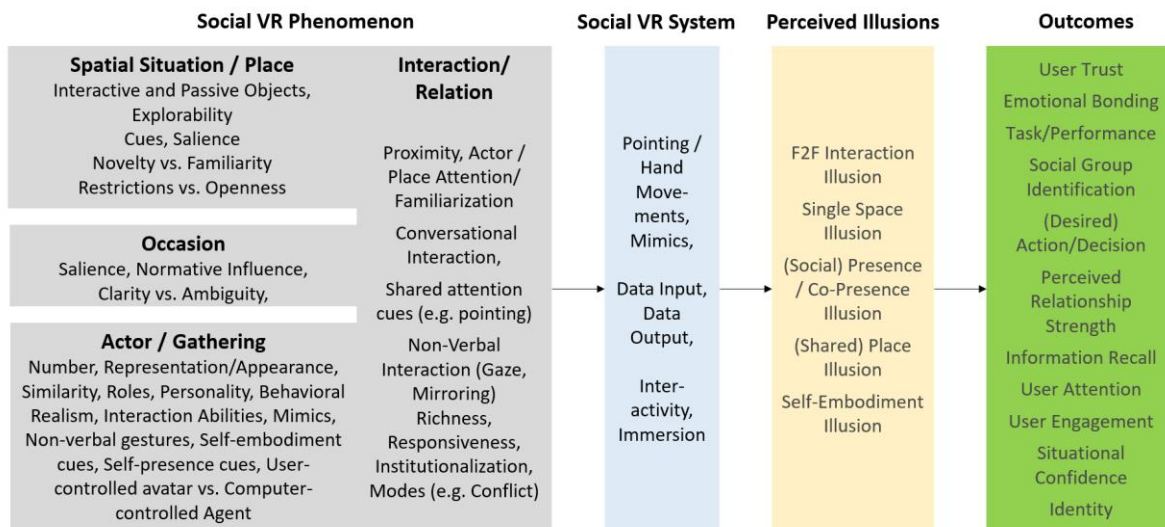 Social VR Phenomenon
Spatial Situation / Place
Interactive and Passive Objects,
Explorability
Cues, Salience
Novelty vs. Familiarity
Restrictions vs. Openness
Occasion
Salience, Normative Influence,
Clarity vs. Ambiguity,
Actor / Gathering
Number, Representation/Appearance,
Similarity, Roles, Personality, Behavioral
Realism, Interaction Abilities, Mimics,
Non-verbal gestures, Self-embodiment
cues, Self-presence cues, User-
controlled avatar vs. Computer-
controlled Agent
Interaction/
Relation
Proximity, Actor /
Place Attention/
Familiarization
Conversational
Interaction,
Shared attention
cues (e.g. pointing)
Non-Verbal
Interaction (Gaze,
Mirroring)
Richness,
Responsiveness,
Institutionalization,
Modes (e.g. Conflict)
Social VR System
Pointing /
Hand
Move-
ments,
Mimics,
Data Input,
Data
Output,
Inter-
activity,
Immersion
Perceived Illusions
F2F Interaction
Illusion
Single Space
Illusion
(Social) Presence
/ Co-Presence
Illusion
(Shared) Place
Illusion
Self-Embodiment
Illusion
Outcomes
User Trust
Emotional Bonding
Task/Performance
Social Group
Identification
(Desired)
Action/Decision
Perceived
Relationship
Strength
Information Recall
User Attention
User Engagement
Situational
Confidence
Identity